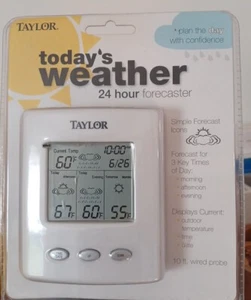 TAYLOR
plan the day
with confidence
today's
weather
24 hour forecaster
TAYLOR
Current Temp
10:00
60°F
6/26
67°F 60°F 55°F
Simple Forecast
Icons
Forecast for
3 Key Times
of Day:
• morning
• afternoon
• evening
Displays Current:
• outdoor
temperature
• time
• date
10 ft. wired probe